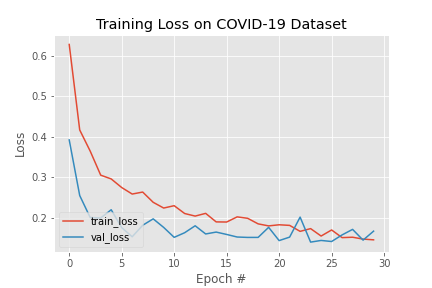 Training Loss on COVID-19 Dataset
0.6
0.5
0.4
0.3
0.2
Loss
train_loss
val_loss
0 5 10 15 20 25 30
Epoch #